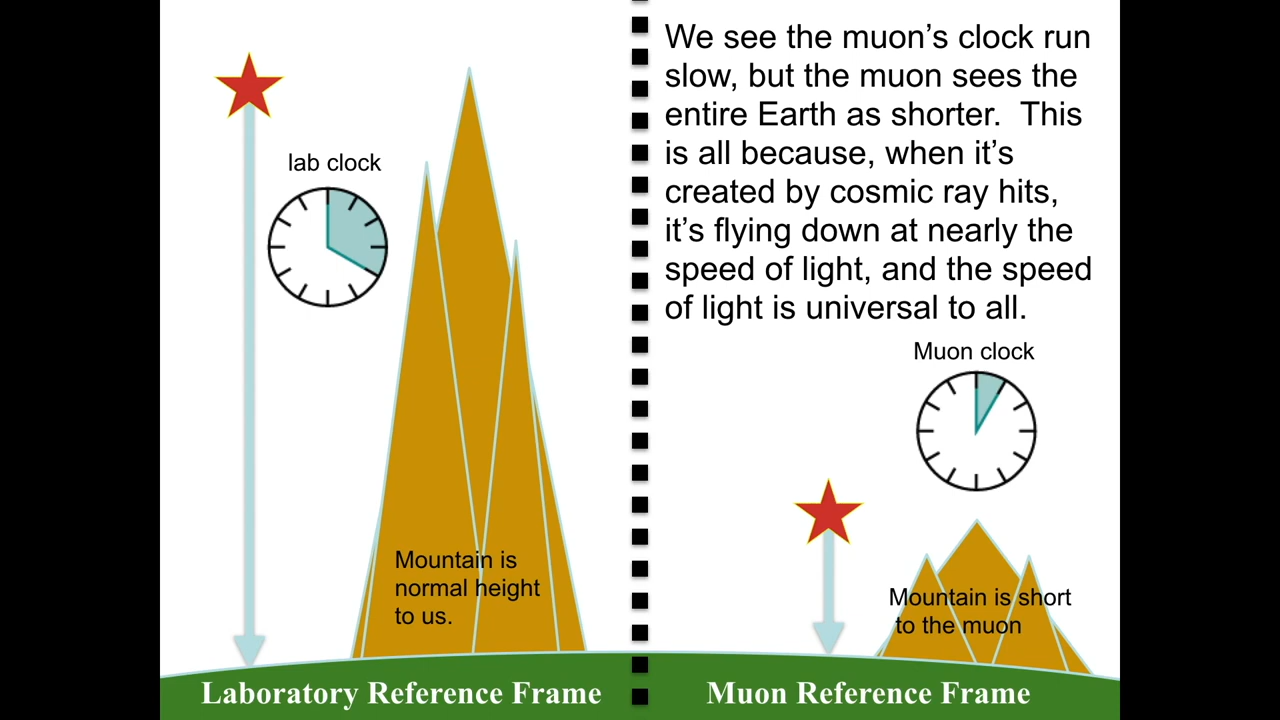 We see the muon’s clock run
slow, but the muon sees the
entire Earth as shorter.  This
is all because, when it’s
created by cosmic ray hits,
it’s flying down at nearly the
speed of light, and the speed
of light is universal to all.
lab clock
Muon clock
Mountain is
normal height
to us.
Mountain is short
to the muon
Laboratory Reference Frame
Muon Reference Frame